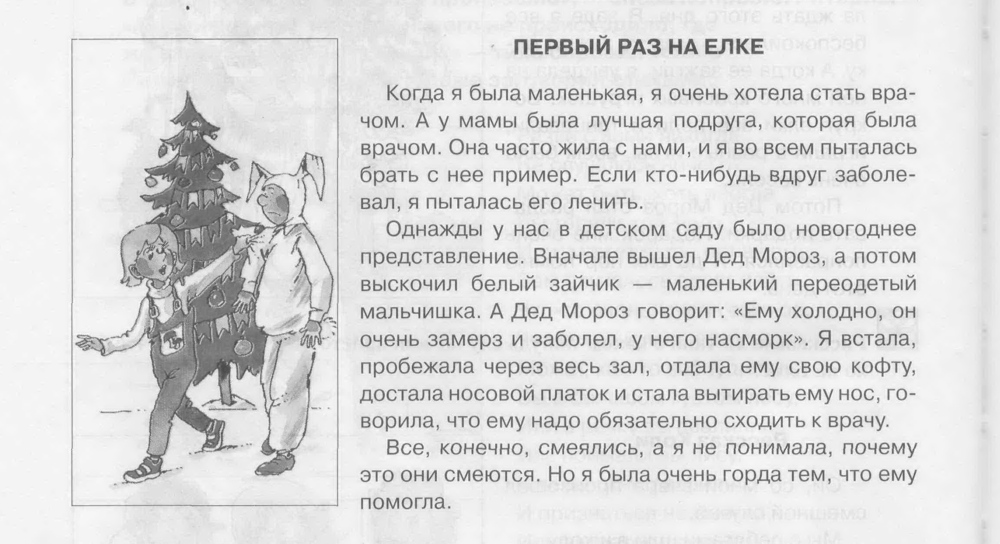 ПЕРВЫЙ РАЗ НА ЕЛКЕ
Когда я была маленькая, я очень хотела стать вра-
чом. А у мамы была лучшая подруга, которая была
врачом. Она часто жила с нами, и я во всем пыталась
брать с нее пример. Если кто-нибудь вдруг заболе-
вал, я пыталась его лечить.
Однажды у нас в детском саду было новогоднее
представление. Вначале вышел Дед Мороз, а потом
выскочил белый зайчик — маленький переодетый
мальчишка. А Дед Мороз говорит: «Ему холодно, он
очень замерз и заболел, у него насморк». Я встала,
пробежала через весь зал, отдала ему свою кофту,
достала носовой платок и стала вытирать ему нос, го-
ворила, что ему надо обязательно сходить к врачу.
Все, конечно, смеялись, а я не понимала, почему
это они смеются. Но я была очень горда тем, что ему
помогла.